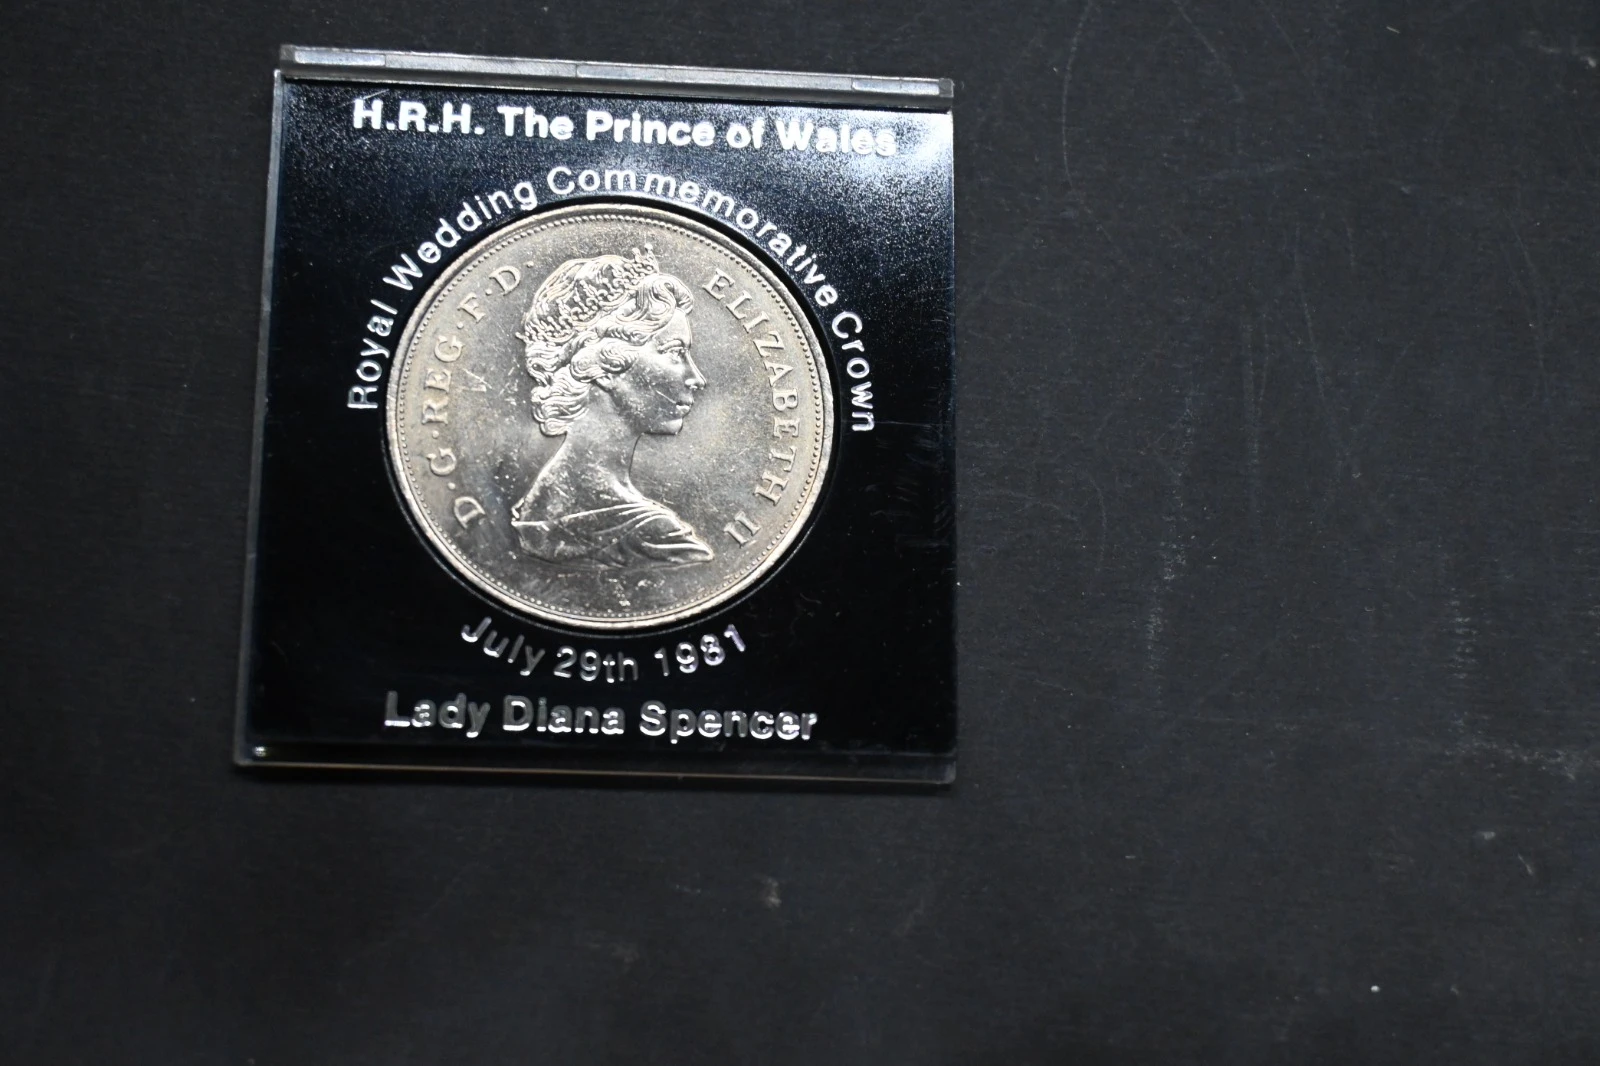 H.R.H. The Prince of Wales
Royal Wedding Commemorative Crown
D·G·REG·F·D· ELIZABETH II
July 29th 1981
Lady Diana Spencer